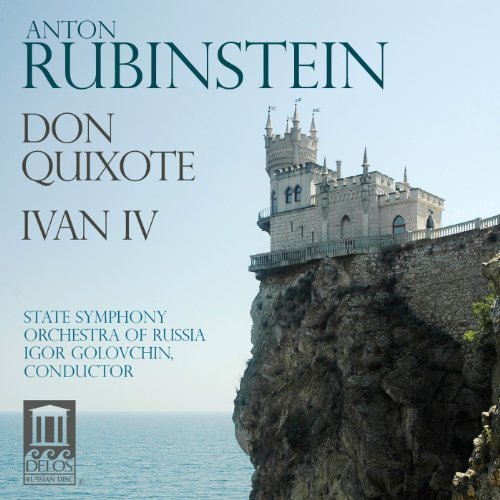 ANTON
RUBINSTEIN
DON
QUIXOTE
IVAN IV
STATE SYMPHONY
ORCHESTRA OF RUSSIA
IGOR GOLOVCHIN,
CONDUCTOR
DELOS
RUSSIAN DISC